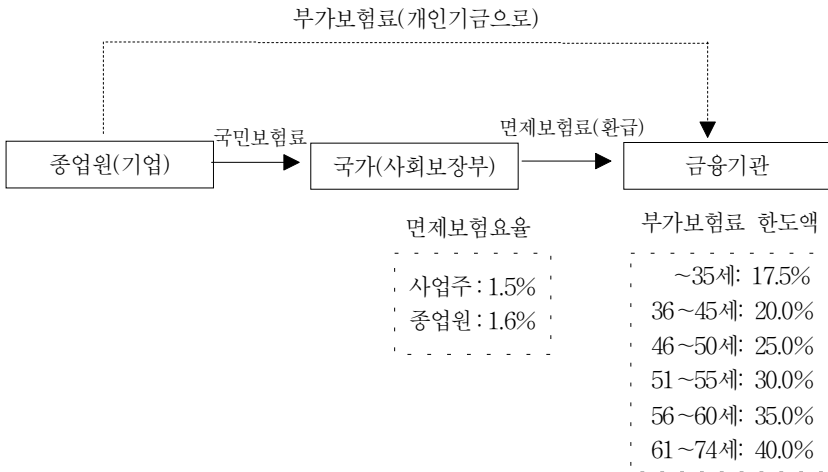 부가보험료(개인기금으로)
국민보험료
면제보험료(환급)
종업원(기업)
국가(사회보장부)
금융기관
면제보험요율
사업주 : 1.5%
종업원 : 1.6%
부가보험료 한도액
~35세: 17.5%
36~45세: 20.0%
46~50세: 25.0%
51~55세: 30.0%
56~60세: 35.0%
61~74세: 40.0%